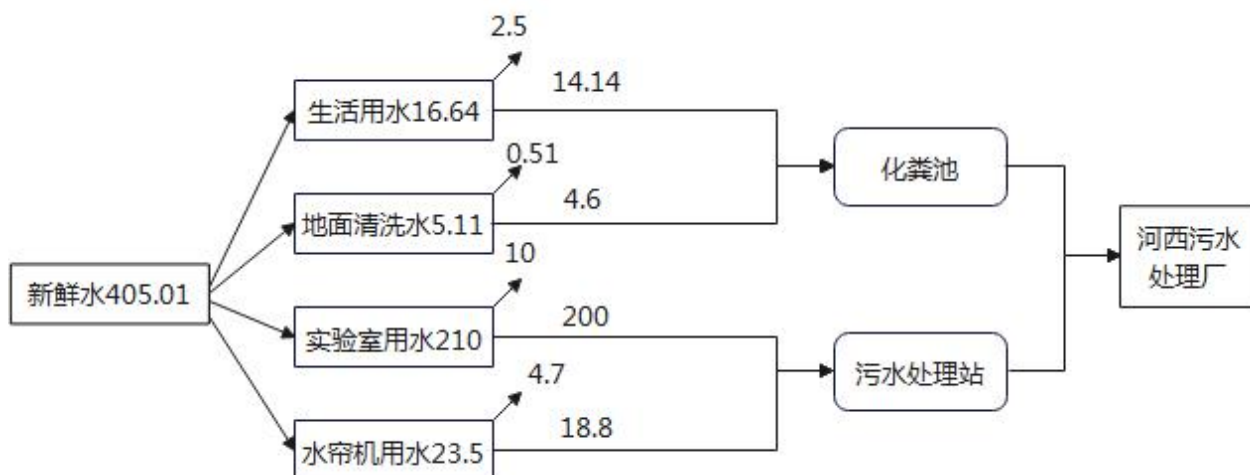 2.5
生活用水16.64
14.14
0.51
地面清洗水5.11
4.6
化粪池
新鲜水405.01
10
实验室用水210
200
4.7
水帘机用水23.5
18.8
污水处理站
河西污水
处理厂